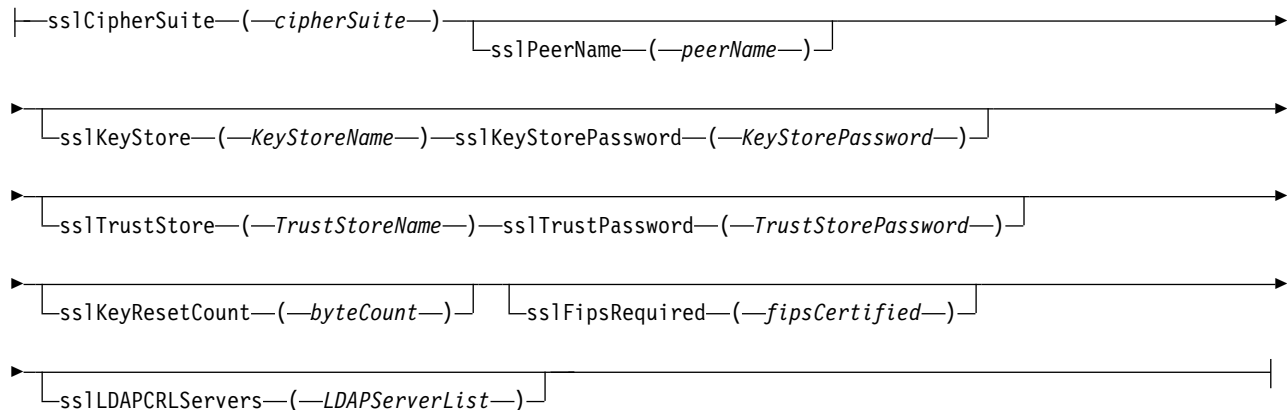 sslCipherSuite ( cipherSuite )
sslPeerName ( peerName )
sslKeyStore ( KeyStoreName ) sslKeyStorePassword ( KeyStorePassword )
sslTrustStore ( TrustStoreName ) sslTrustPassword ( TrustStorePassword )
sslKeyResetCount ( byteCount ) sslFipsRequired ( fipsCertified )
sslLDAPCRLServers ( LDAPServerList )